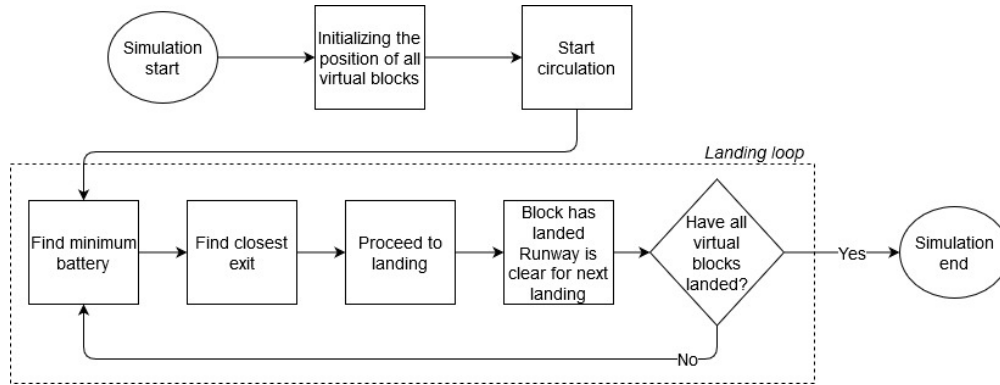 Simulation
start
Initializing the
position of all
virtual blocks
Start
circulation
Landing loop
Find minimum
battery
Find closest
exit
Proceed to
landing
Block has
landed
Runway is
clear for next
landing
Have all
virtual
blocks
landed?
Yes
Simulation
end
No